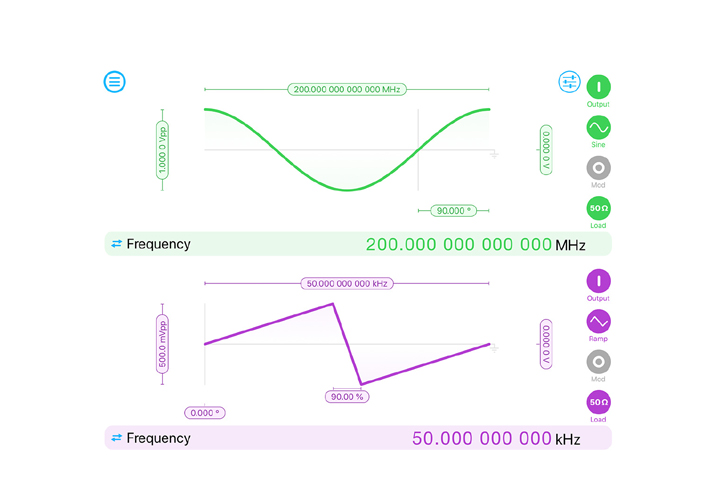 200.000 000 000 000 MHz
Output
1.000 0 Vpp
0.000 0 V
Sine
Mod
90.000 °
50 Ω
Load
Frequency 200.000 000 000 000 MHz
50.000 000 000 kHz
Output
500.0 mVpp
0.000 0 V
Ramp
Mod
90.00 %
0.000 °
50 Ω
Load
Frequency 50.000 000 000 kHz